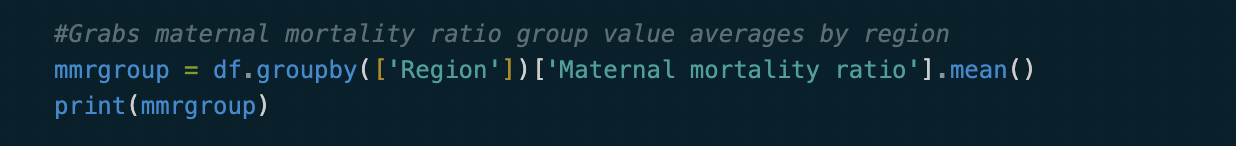 #Grabs maternal mortality ratio group value averages by region
mmrgroup = df.groupby(['Region'])['Maternal mortality ratio'].mean()
print(mmrgroup)